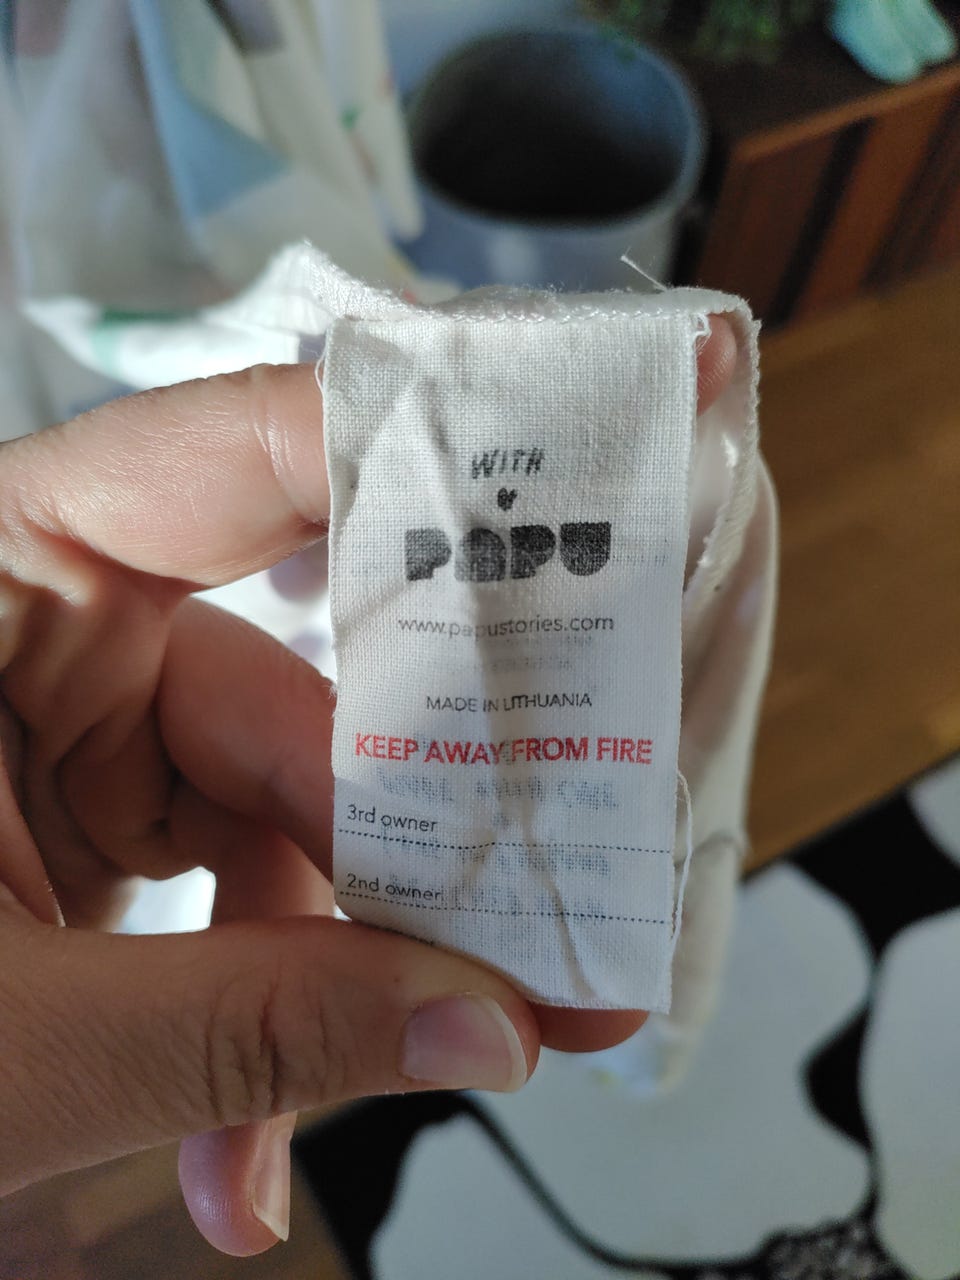 WITH
PAPU
www.papustories.com
MADE IN LITHUANIA
KEEP AWAY FROM FIRE
3rd owner
2nd owner